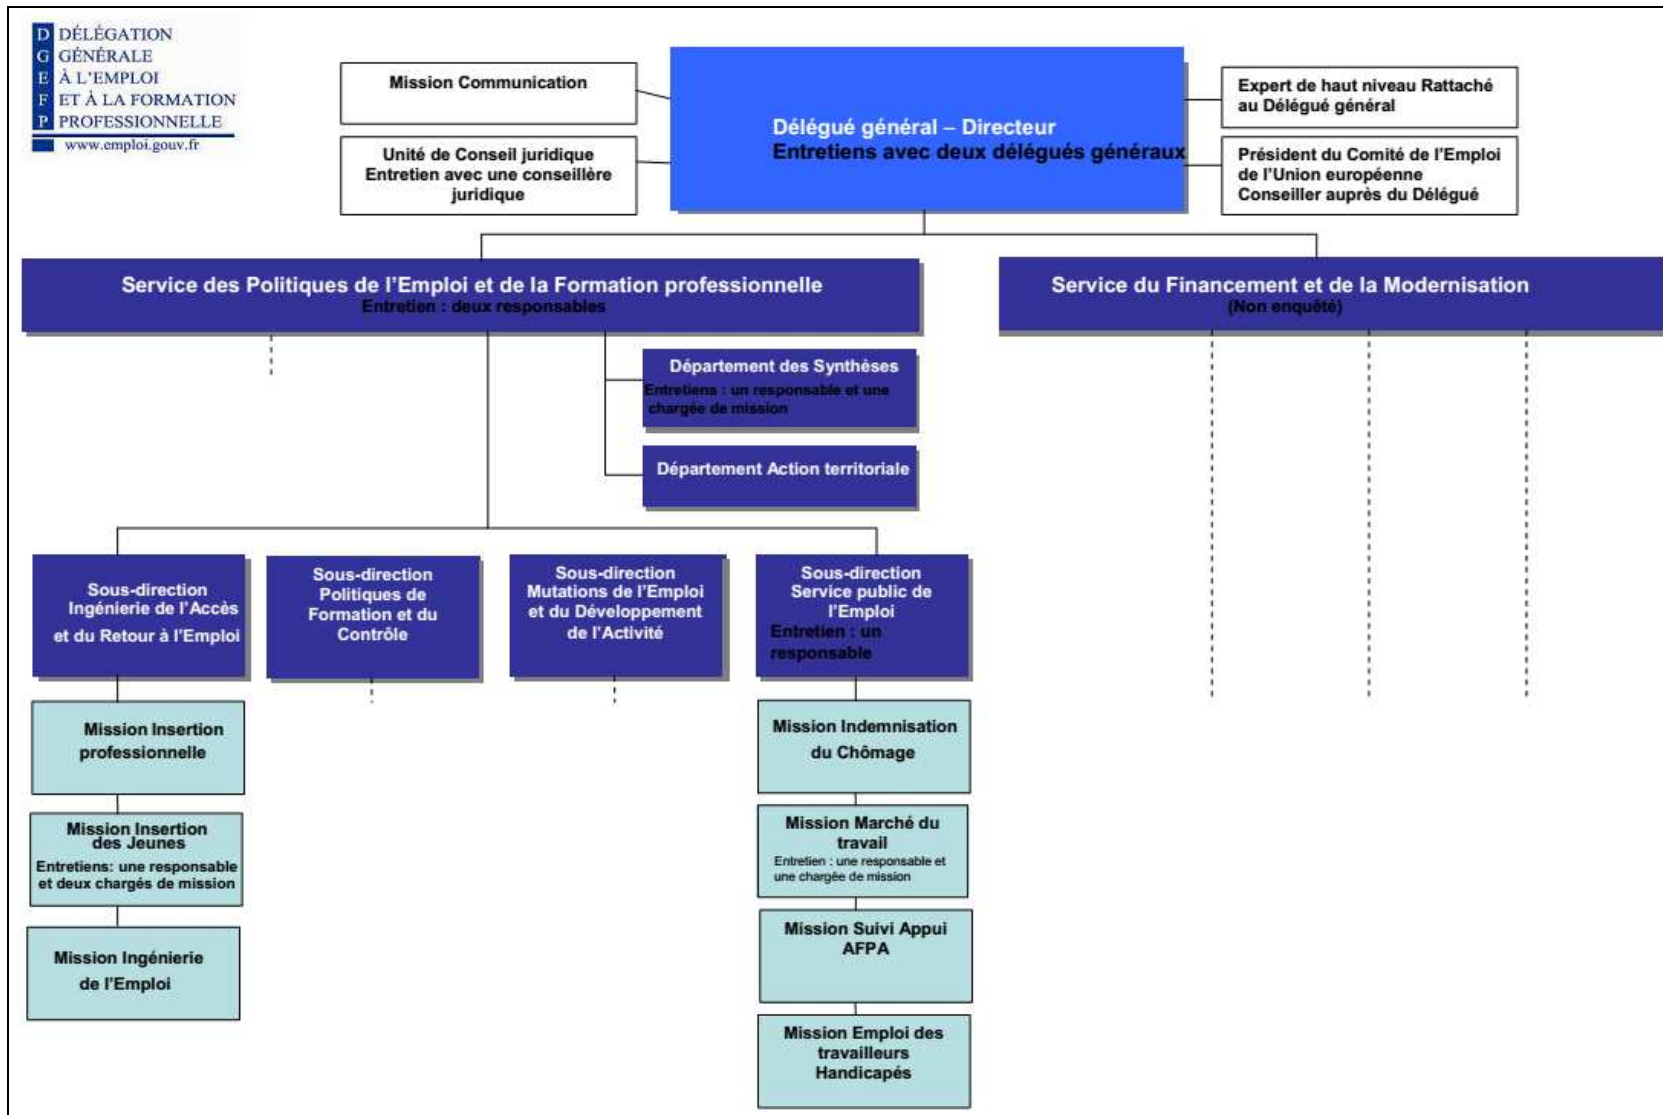 D DÉLÉGATION
G GÉNÉRALE
E À L'EMPLOI
F ET À LA FORMATION
P PROFESSIONNELLE
www.emploi.gouv.fr
Mission Communication
Unité de Conseil juridique
Entretien avec une conseillère
juridique
Délégué général – Directeur
Entretiens avec deux délégués généraux
Expert de haut niveau Rattaché
au Délégué général
Président du Comité de l'Emploi
de l'Union européenne
Conseiller auprès du Délégué
Service des Politiques de l'Emploi et de la Formation professionnelle
Entretien : deux responsables
Service du Financement et de la Modernisation
(Non enquêté)
Département des Synthèses
Entretiens : un responsable et une
chargée de mission
Département Action territoriale
Sous-direction
Ingénierie de l'Accès
et du Retour à l'Emploi
Sous-direction
Politiques de
Formation et du
Contrôle
Sous-direction
Mutations de l'Emploi
et du Développement
de l'Activité
Sous-direction
Service public de
l'Emploi
Entretien : un
responsable
Mission Insertion
professionnelle
Mission Insertion
des Jeunes
Entretiens: une responsable
et deux chargés de mission
Mission Ingénierie
de l'Emploi
Mission Indemnisation
du Chômage
Mission Marché du
travail
Entretien : une responsable et
une chargée de mission
Mission Suivi Appui
AFPA
Mission Emploi des
travailleurs
Handicapés